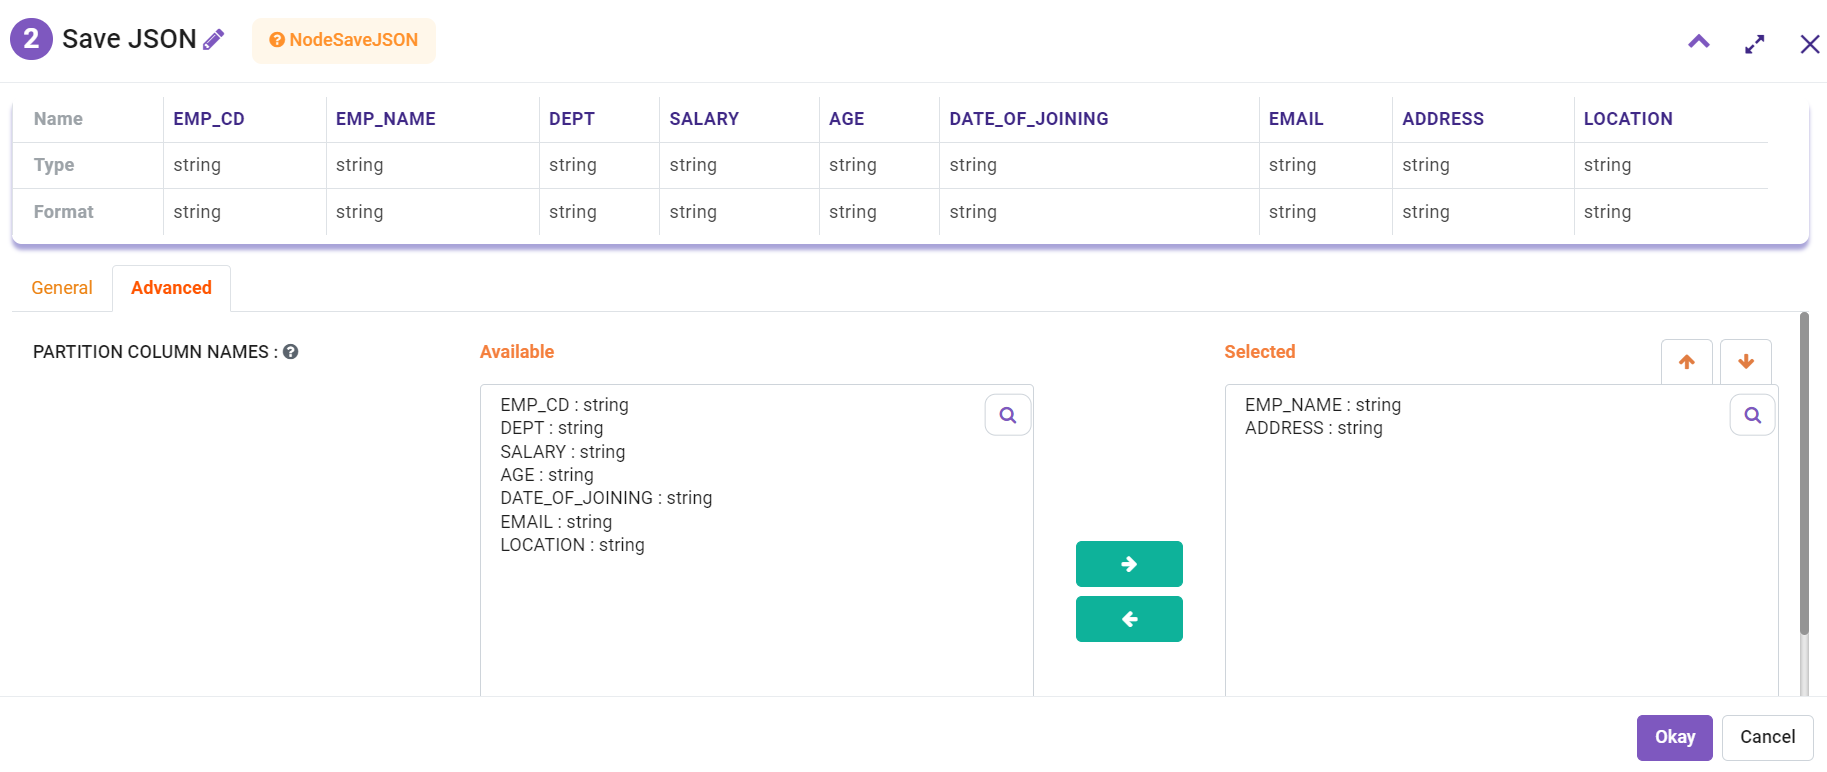 2 Save JSON NodeSaveJSON
Name EMP_CD EMP_NAME DEPT SALARY AGE DATE_OF_JOINING EMAIL ADDRESS LOCATION
Type string string string string string string string string string
Format string string string string string string string string string
General Advanced
PARTITION COLUMN NAMES :
Available
EMP_CD : string
DEPT : string
SALARY : string
AGE : string
DATE_OF_JOINING : string
EMAIL : string
LOCATION : string
Selected
EMP_NAME : string
ADDRESS : string
Okay Cancel